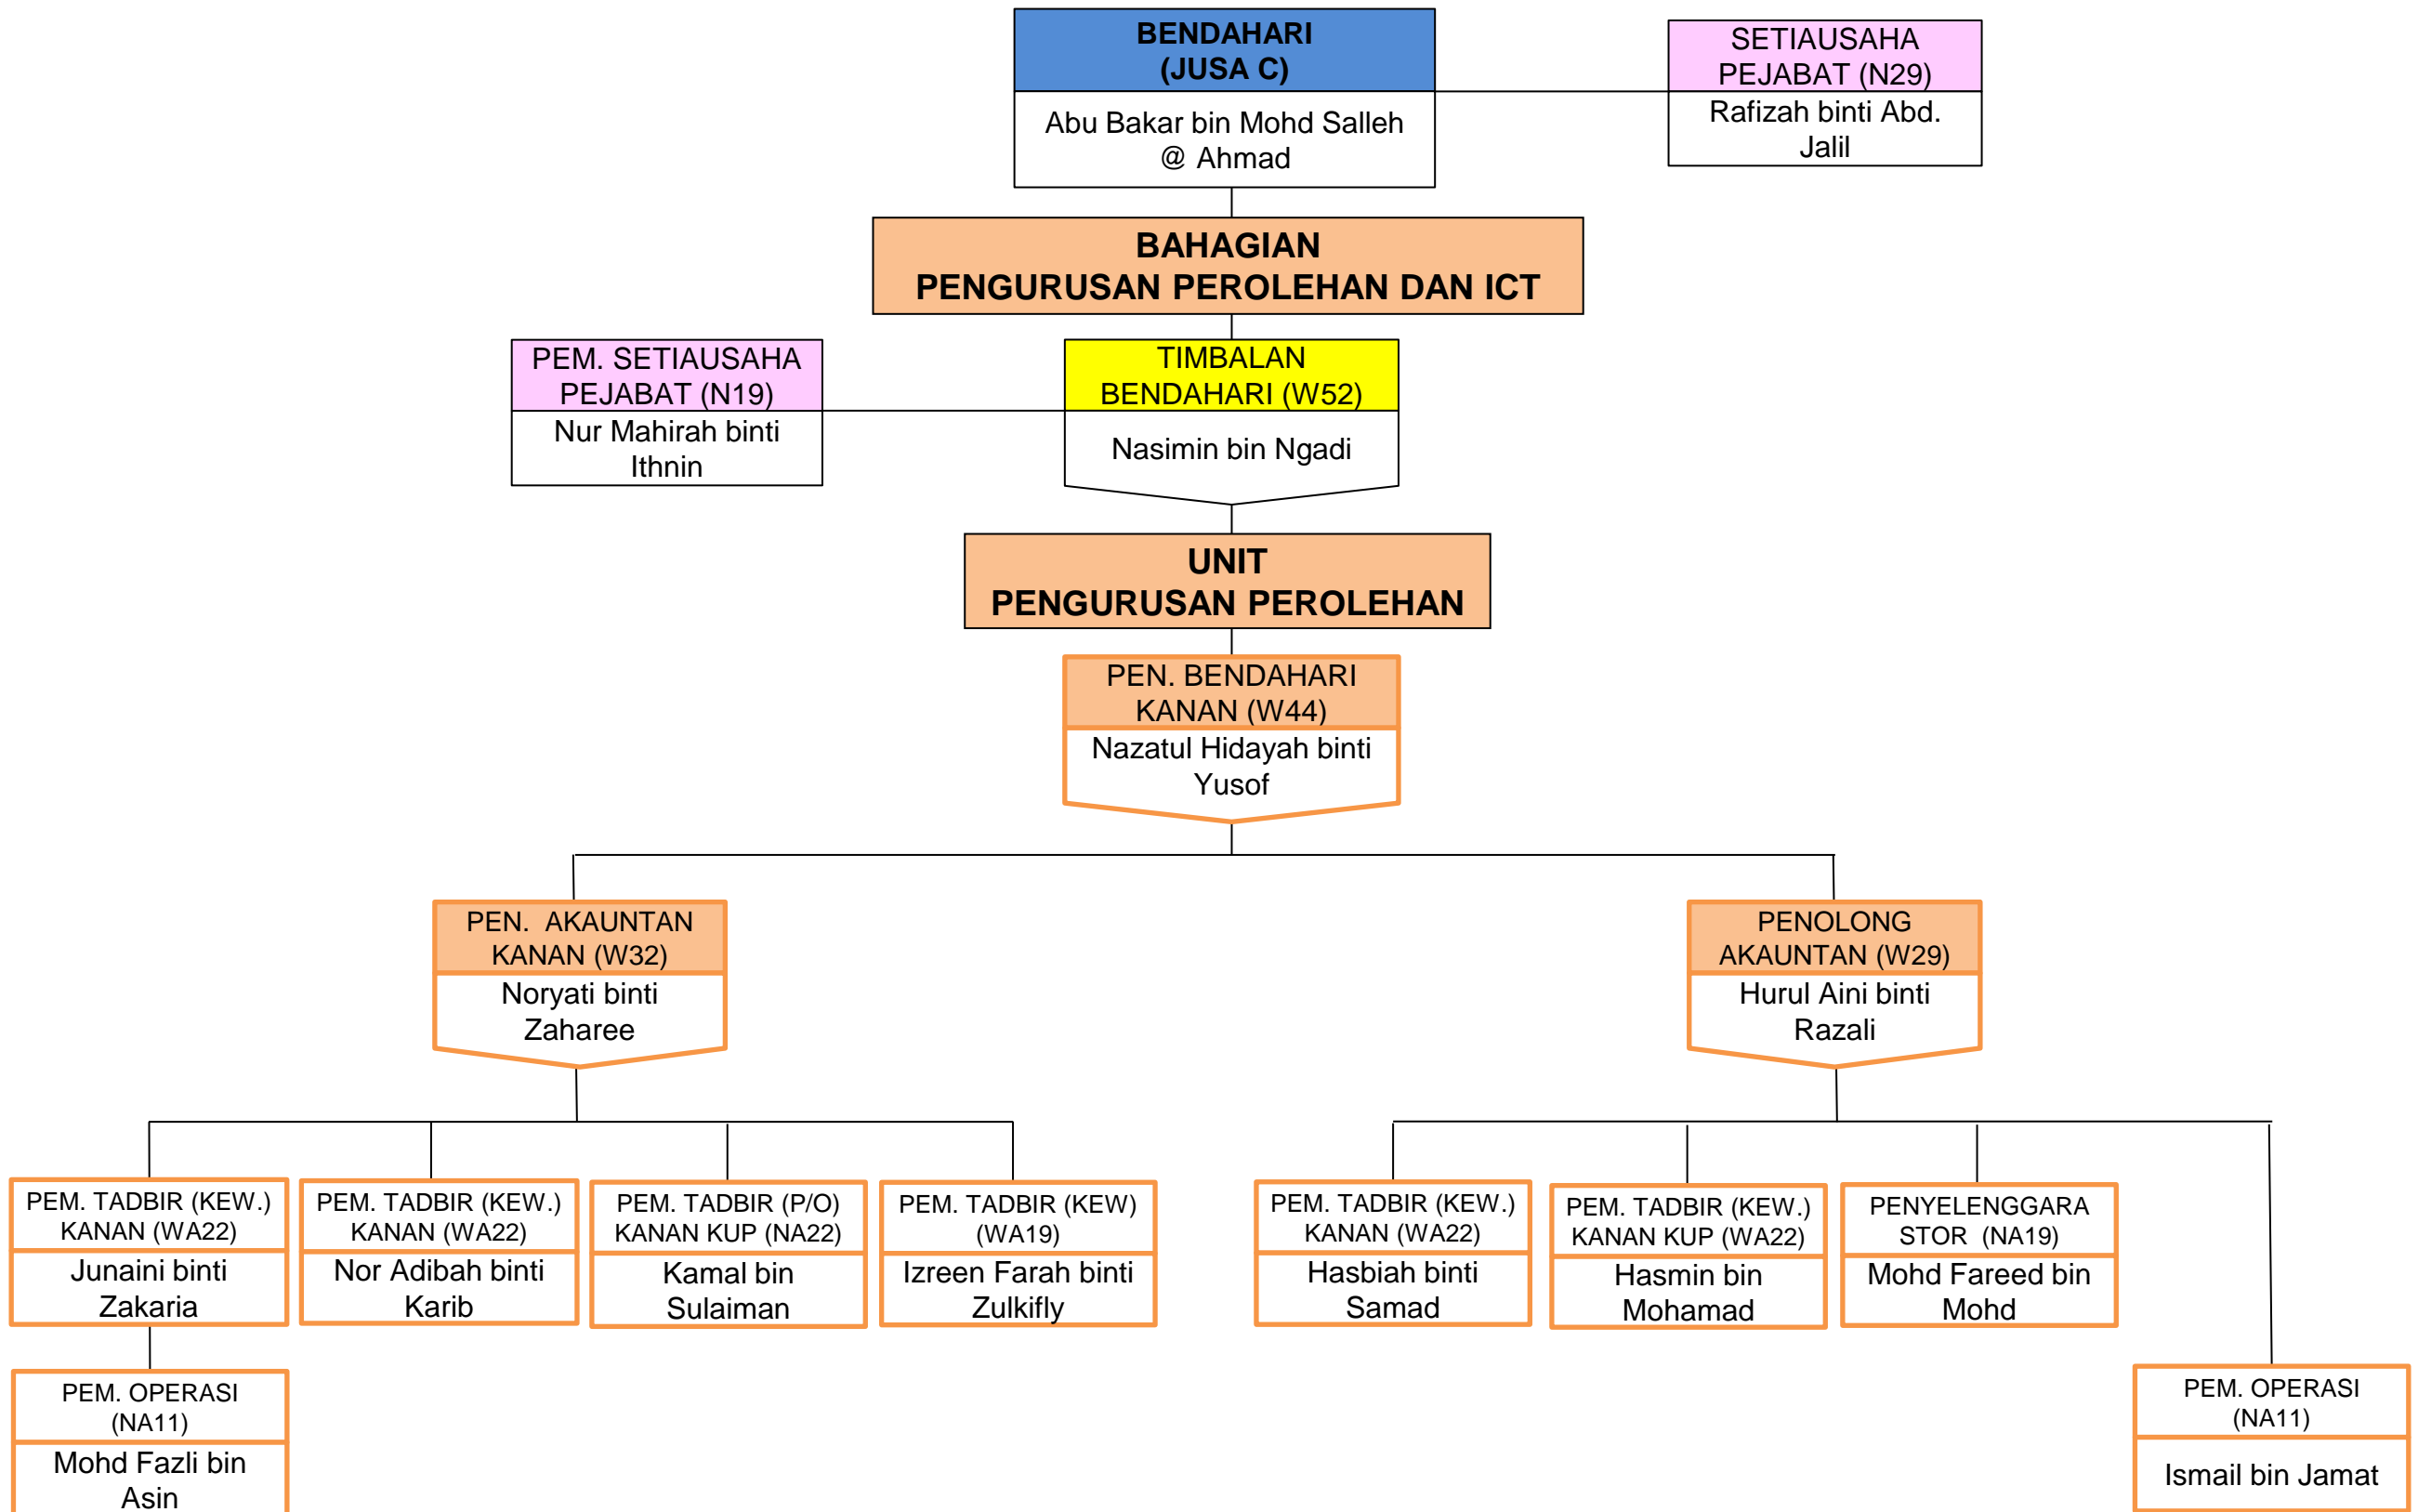 BENDAHARI
(JUSA C)
Abu Bakar bin Mohd Salleh
@ Ahmad
SETIAUSAHA
PEJABAT (N29)
Rafizah binti Abd.
Jalil
BAHAGIAN
PENGURUSAN PEROLEHAN DAN ICT
PEM. SETIAUSAHA
PEJABAT (N19)
Nur Mahirah binti
Ithnin
TIMBALAN
BENDAHARI (W52)
Nasimin bin Ngadi
UNIT
PENGURUSAN PEROLEHAN
PEN. BENDAHARI
KANAN (W44)
Nazatul Hidayah binti
Yusof
PEN.  AKAUNTAN
KANAN (W32)
Noryati binti
Zaharee
PENOLONG
AKAUNTAN (W29)
Hurul Aini binti
Razali
PEM. TADBIR (KEW.)
KANAN (WA22)
Junaini binti
Zakaria
PEM. TADBIR (KEW.)
KANAN (WA22)
Nor Adibah binti
Karib
PEM. TADBIR (P/O)
KANAN KUP (NA22)
Kamal bin
Sulaiman
PEM. TADBIR (KEW)
(WA19)
Izreen Farah binti
Zulkifly
PEM. TADBIR (KEW.)
KANAN (WA22)
Hasbiah binti
Samad
PEM. TADBIR (KEW.)
KANAN KUP (WA22)
Hasmin bin
Mohamad
PENYELENGGARA
STOR  (NA19)
Mohd Fareed bin
Mohd
PEM. OPERASI
(NA11)
Mohd Fazli bin
Asin
PEM. OPERASI
(NA11)
Ismail bin Jamat